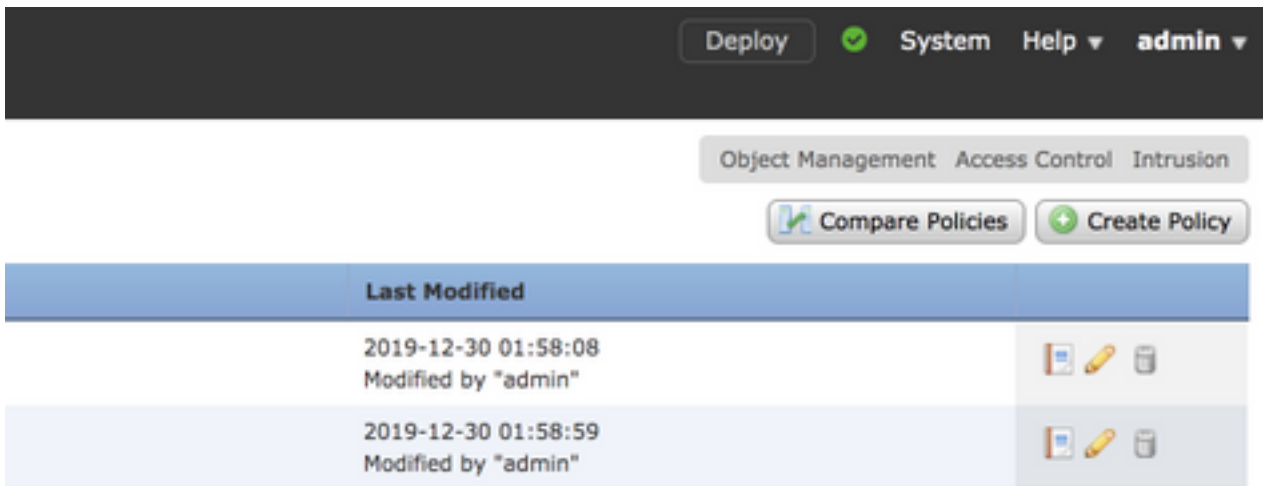 Deploy System Help admin
Object Management Access Control Intrusion
Compare Policies Create Policy
Last Modified
2019-12-30 01:58:08
Modified by "admin"
2019-12-30 01:58:59
Modified by "admin"